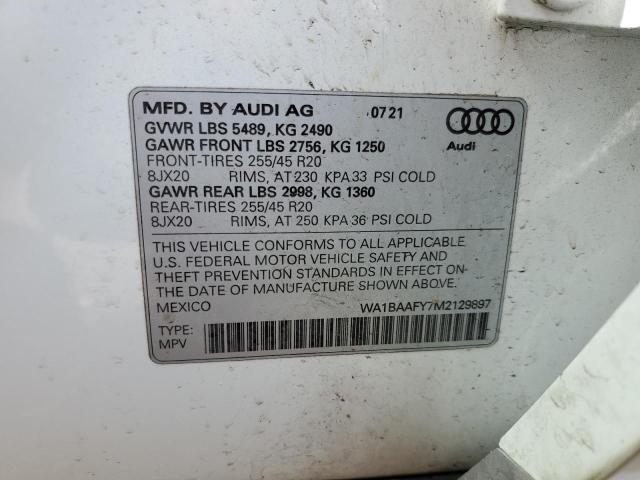 MFD. BY AUDI AG 07 21
GVWR LBS 5489, KG 2490
GAWR FRONT LBS 2756, KG 1250
Audi
FRONT-TIRES 255/45 R20
8JX20 RIMS, AT 230 KPA 33 PSI COLD
GAWR REAR LBS 2998, KG 1360
REAR-TIRES 255/45 R20
8JX20 RIMS, AT 250 KPA 36 PSI COLD
THIS VEHICLE CONFORMS TO ALL APPLICABLE
U.S. FEDERAL MOTOR VEHICLE SAFETY AND
THEFT PREVENTION STANDARDS IN EFFECT ON
THE DATE OF MANUFACTURE SHOWN ABOVE.
MEXICO WA1BAAFY7M2129897
TYPE:
MPV